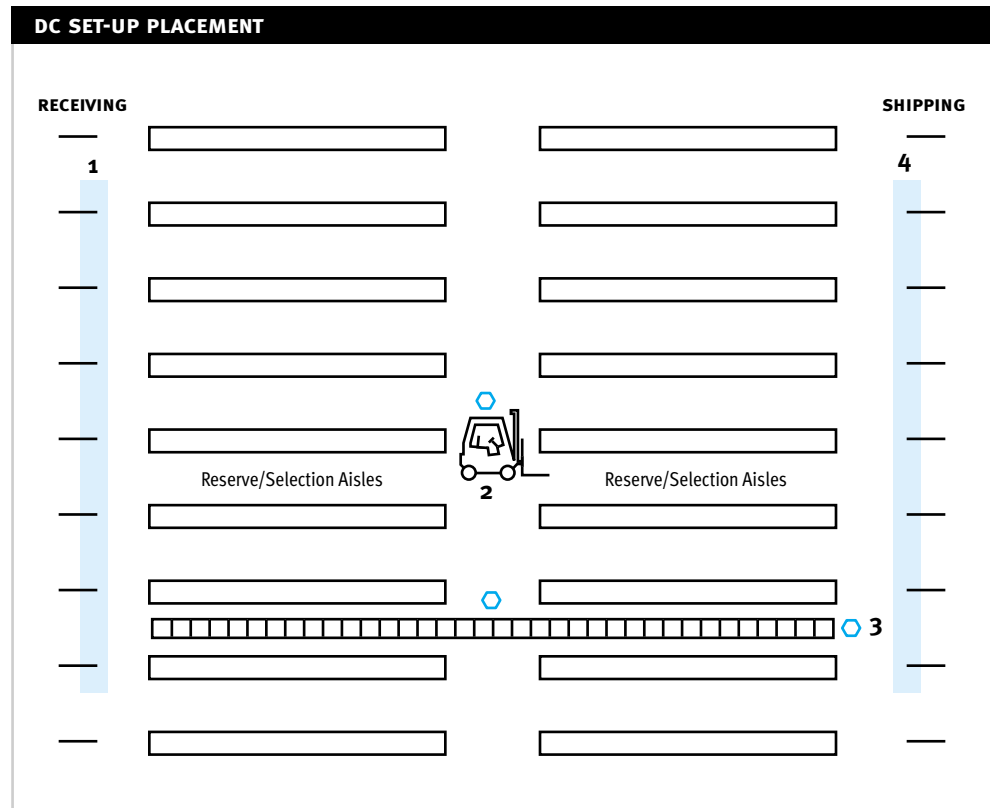 DC SET-UP PLACEMENT
RECEIVING
SHIPPING
1
4
Reserve/Selection Aisles
Reserve/Selection Aisles
2
3